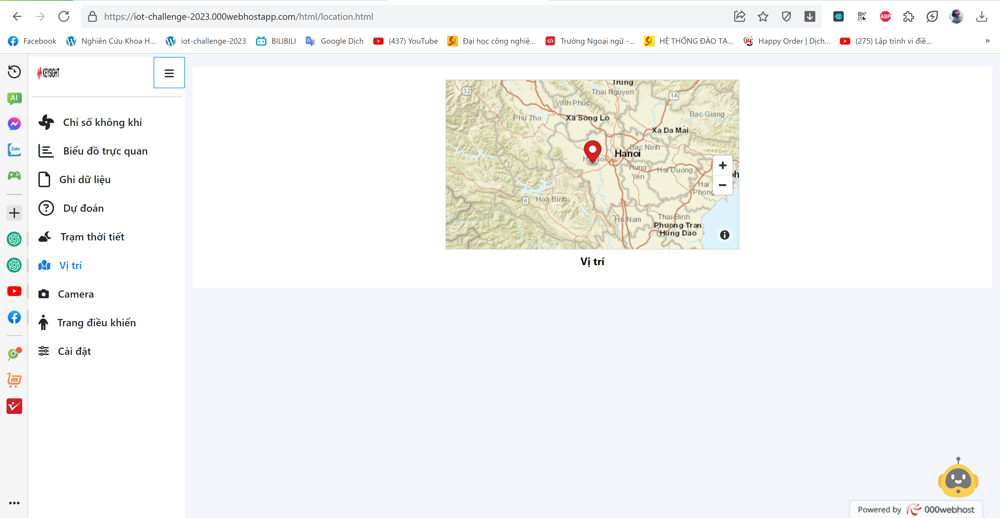 https://iot-challenge-2023.000webhostapp.com/html/location.html
ABP
Facebook
Nghiên Cứu Khoa H...
iot-challenge-2023
BILIBILI
Google Dịch
(437) YouTube
Đại học công nghiệ...
Trường Ngoại ngữ -...
HỆ THỐNG ĐÀO TẠ...
Happy Order | Dịch...
(275) Lập trình vi điề...
»
KEYSIGHT
AI
Zalo
Chỉ số không khí
Biểu đồ trực quan
Ghi dữ liệu
Dự đoán
Trạm thời tiết
Vị trí
Camera
Trang điều khiển
Cài đặt
Trung
32
Thai Nguyen
1A
Vinh Phuc
Bac Giang
Phu Tho
Xa Song Lo
Xa Da Mai
Bac Ninh
Hanoi
Hung
Yen
Hai Duong
Hai
Phong
6
Hoa Binh
Ha Nam
Thai Binh
Phuong Tran
Hung Dao
Vị trí
Powered by 000webhost